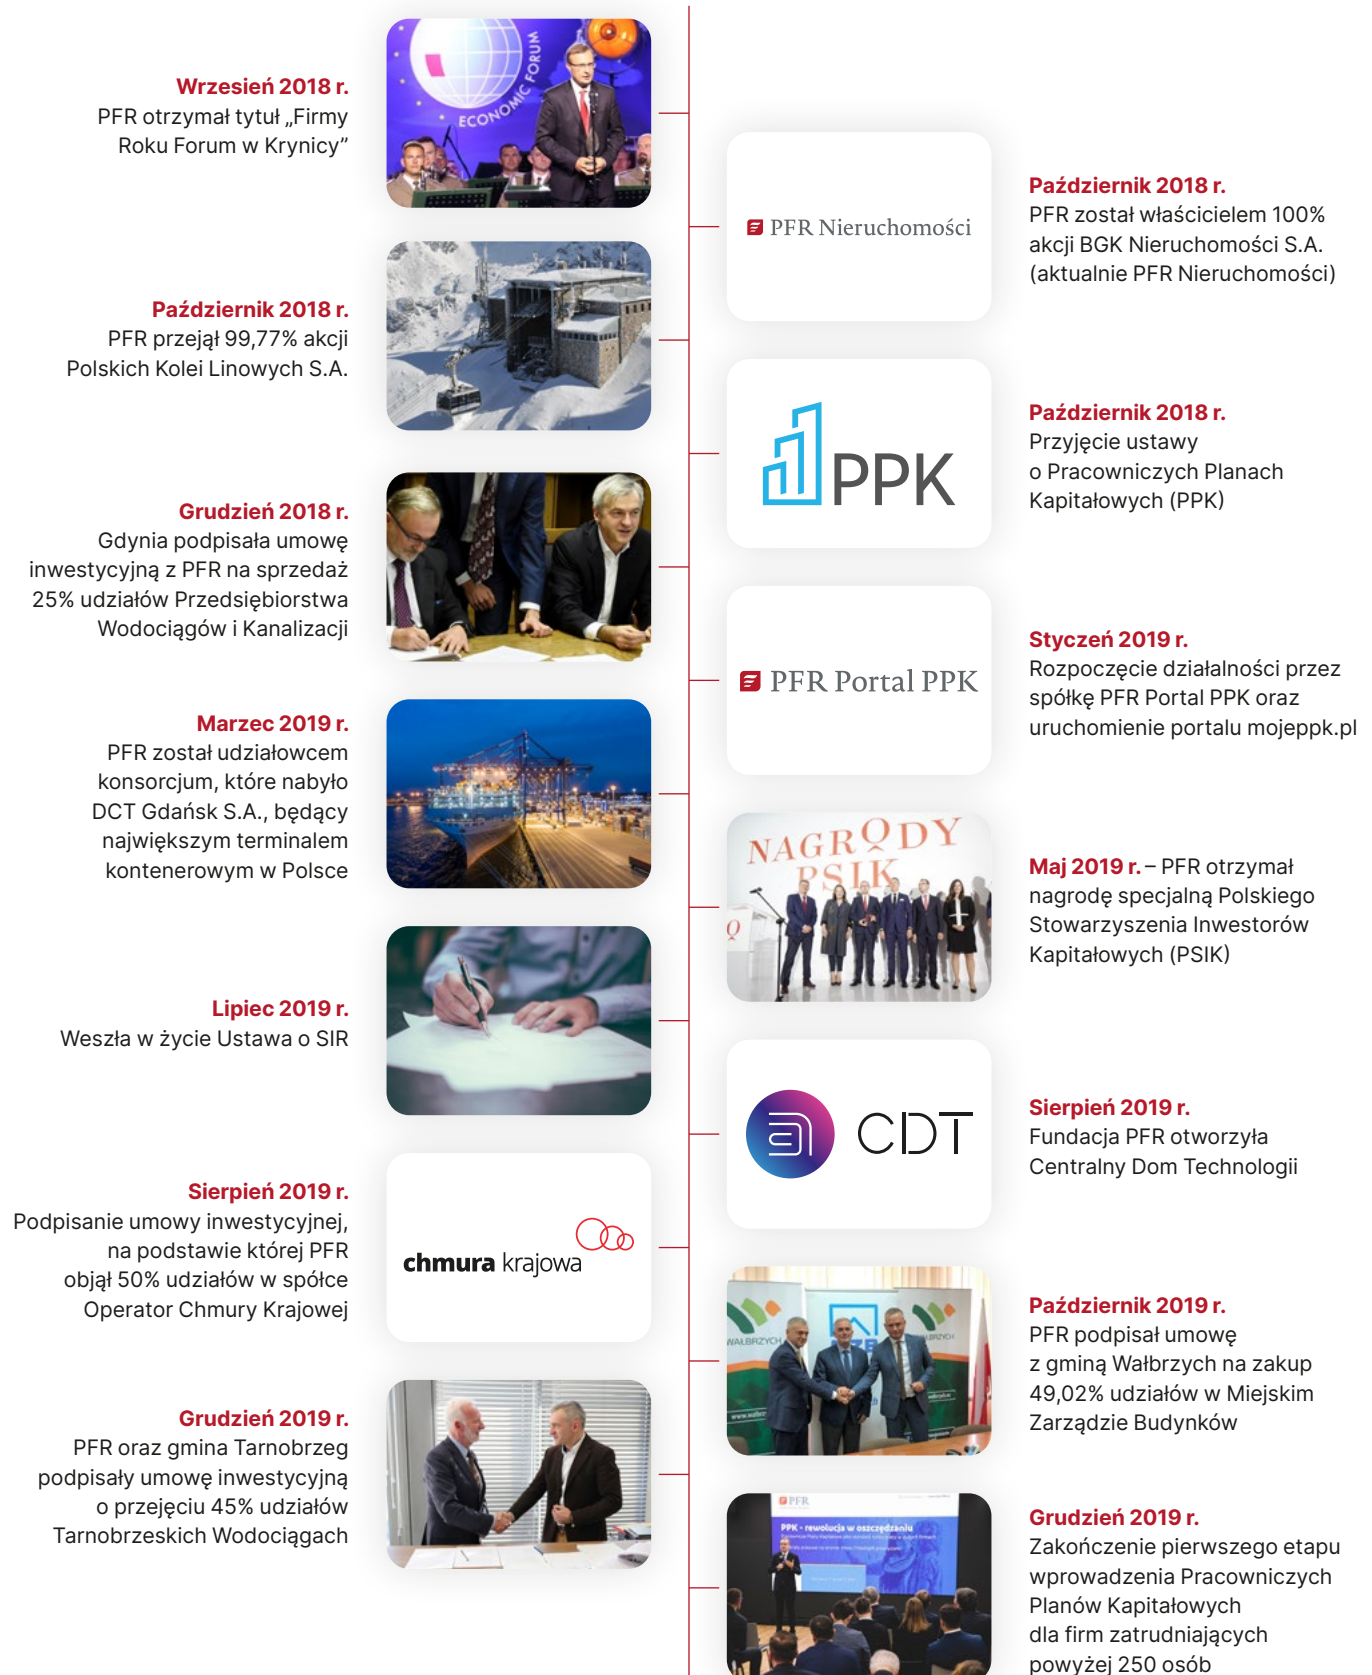 Wrzesień 2018 r.
PFR otrzymał tytuł „Firmy
Roku Forum w Krynicy”
ECONOMIC FORUM
PFR Nieruchomości
Październik 2018 r.
PFR został właścicielem 100%
akcji BGK Nieruchomości S.A.
(aktualnie PFR Nieruchomości)
Październik 2018 r.
PFR przejął 99,77% akcji
Polskich Kolei Linowych S.A.
PPK
Październik 2018 r.
Przyjęcie ustawy
o Pracowniczych Planach
Kapitałowych (PPK)
Grudzień 2018 r.
Gdynia podpisała umowę
inwestycyjną z PFR na sprzedaż
25% udziałów Przedsiębiorstwa
Wodociągów i Kanalizacji
PFR Portal PPK
Styczeń 2019 r.
Rozpoczęcie działalności przez
spółkę PFR Portal PPK oraz
uruchomienie portalu mojeppk.pl
Marzec 2019 r.
PFR został udziałowcem
konsorcjum, które nabyło
DCT Gdańsk S.A., będący
największym terminalem
kontenerowym w Polsce
NAGRODY
PSIK
Maj 2019 r. – PFR otrzymał
nagrodę specjalną Polskiego
Stowarzyszenia Inwestorów
Kapitałowych (PSIK)
Lipiec 2019 r.
Weszła w życie Ustawa o SIR
CDT
Sierpień 2019 r.
Fundacja PFR otworzyła
Centralny Dom Technologii
Sierpień 2019 r.
Podpisanie umowy inwestycyjnej,
na podstawie której PFR
objął 50% udziałów w spółce
Operator Chmury Krajowej
chmura krajowa
WAŁBRZYCH
WAŁBRZYCH
Październik 2019 r.
PFR podpisał umowę
z gminą Wałbrzych na zakup
49,02% udziałów w Miejskim
Zarządzie Budynków
Grudzień 2019 r.
PFR oraz gmina Tarnobrzeg
podpisały umowę inwestycyjną
o przejęciu 45% udziałów
Tarnobrzeskich Wodociągach
PFR
PPK - rewolucja w oszczędzaniu
Grudzień 2019 r.
Zakończenie pierwszego etapu
wprowadzenia Pracowniczych
Planów Kapitałowych
dla firm zatrudniających
powyżej 250 osób